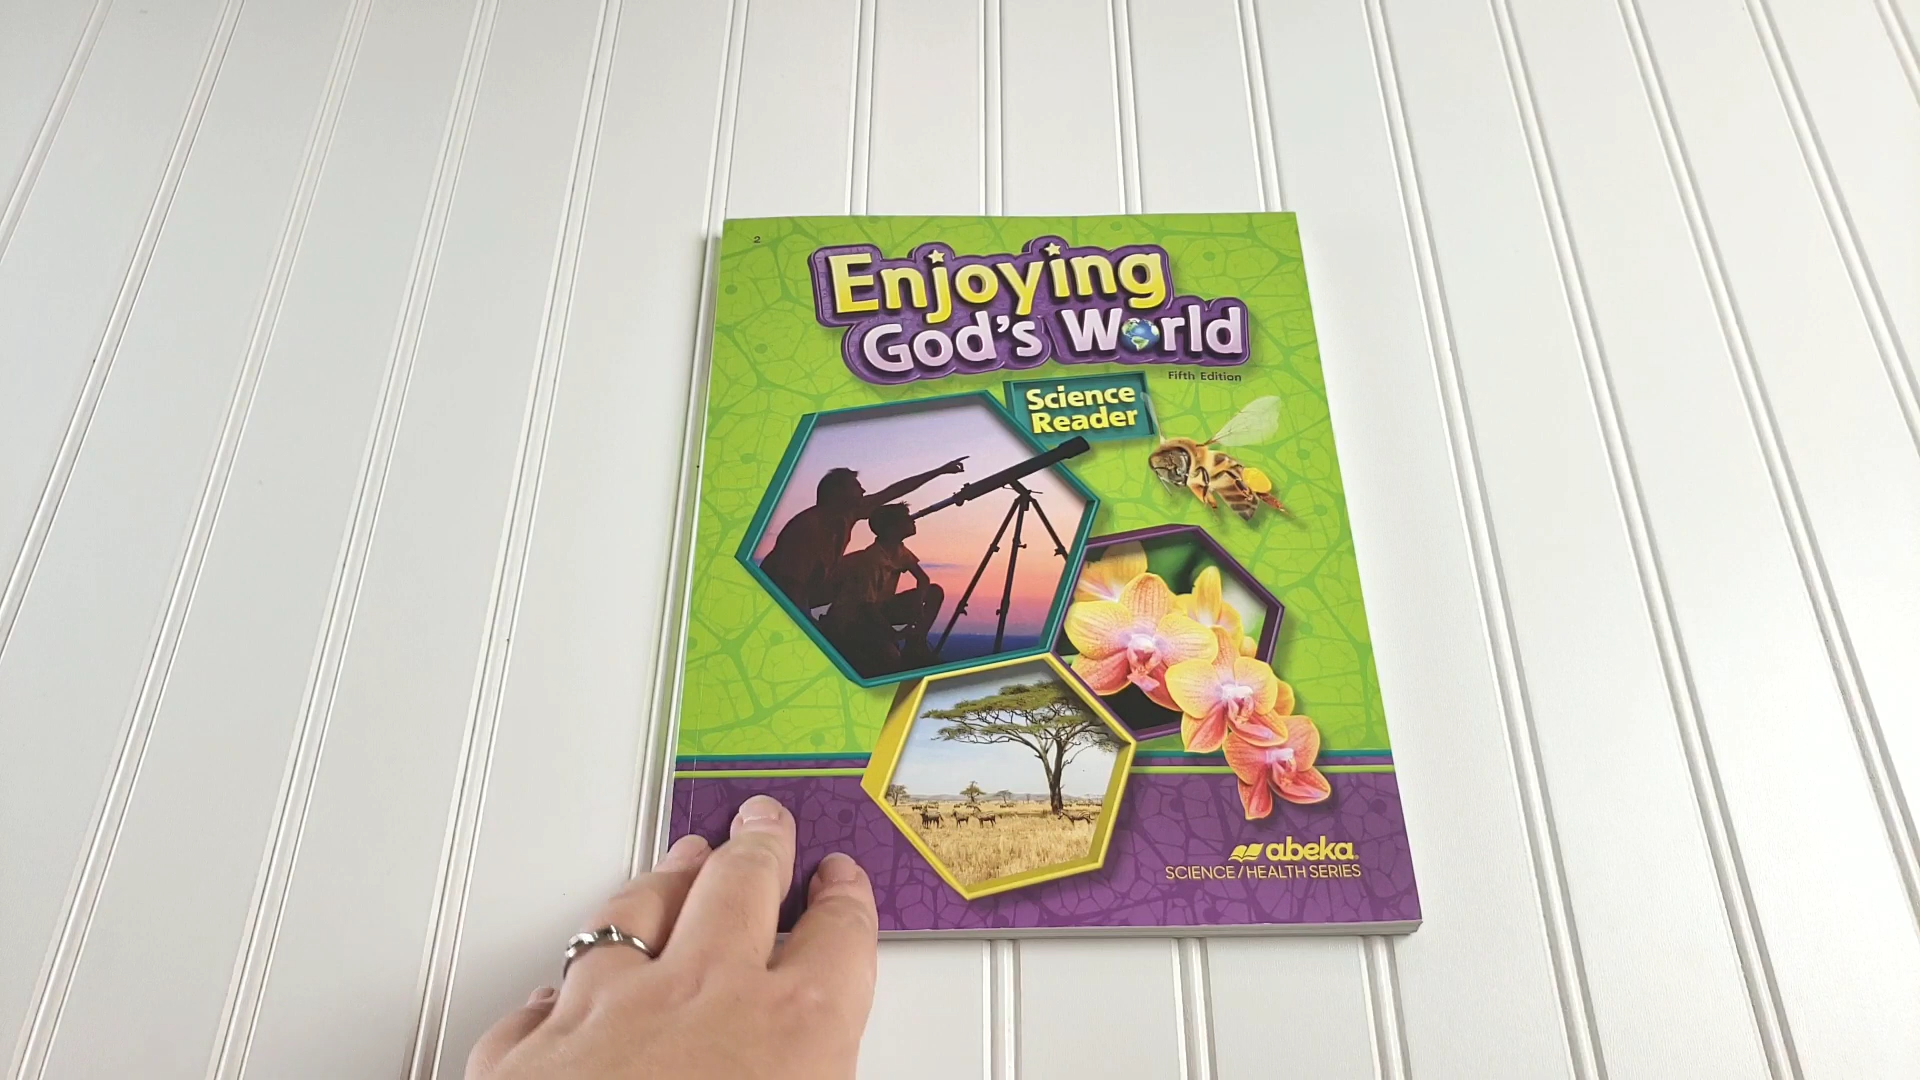 2
Enjoying
God's World
Fifth Edition
Science
Reader
abeka
SCIENCE/HEALTH SERIES